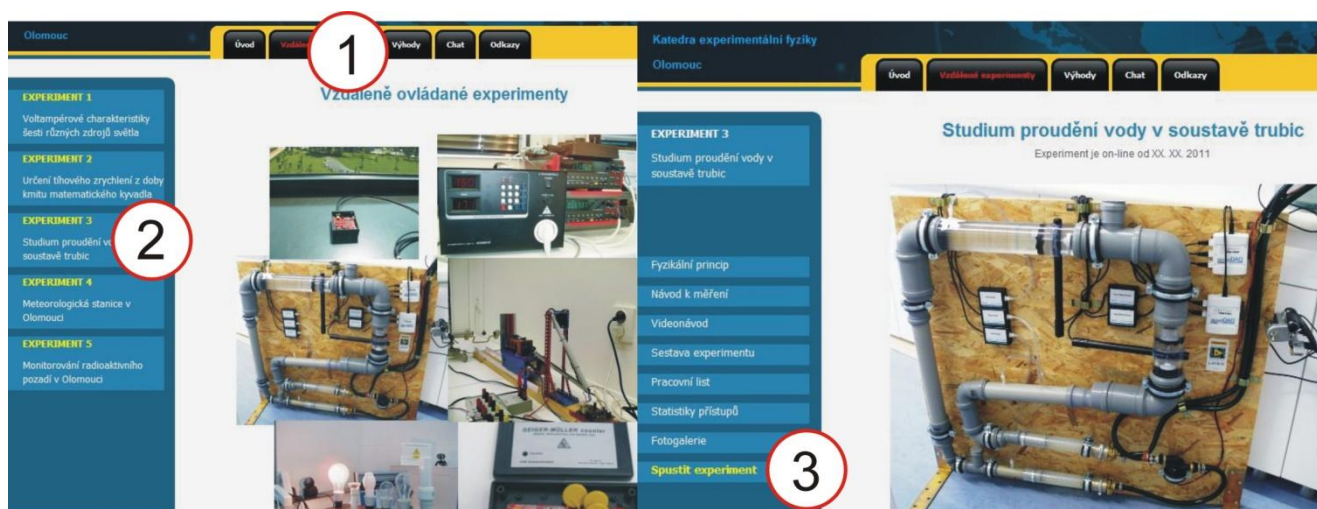 Olomouc
Úvod
Výhody
Chat
Odkazy
1
EXPERIMENT 1
Voltampérové charakteristiky
šesti různých zdrojů světla
EXPERIMENT 2
Určení tíhového zrychlení z doby
kmitu matematického kyvadla
EXPERIMENT 3
Studium proudění
soustavě trubic
2
EXPERIMENT 4
Meteorologická stanice v
Olomouci
EXPERIMENT 5
Monitorování radioaktivního
pozadí v Olomouci
Vzdáleně ovládané experimenty
GEIGER-MÜLLER counter
Katedra experimentální fyziky
Olomouc
Úvod
Vzdálené experimenty
Výhody
Chat
Odkazy
EXPERIMENT 3
Studium proudění vody v
soustavě trubic
Fyzikální princip
Návod k měření
Videonávod
Sestava experimentu
Pracovní list
Statistiky přístupů
Fotogalerie
Spustit experiment
3
Studium proudění vody v soustavě trubic
Experiment je on-line od XX. XX. 2011